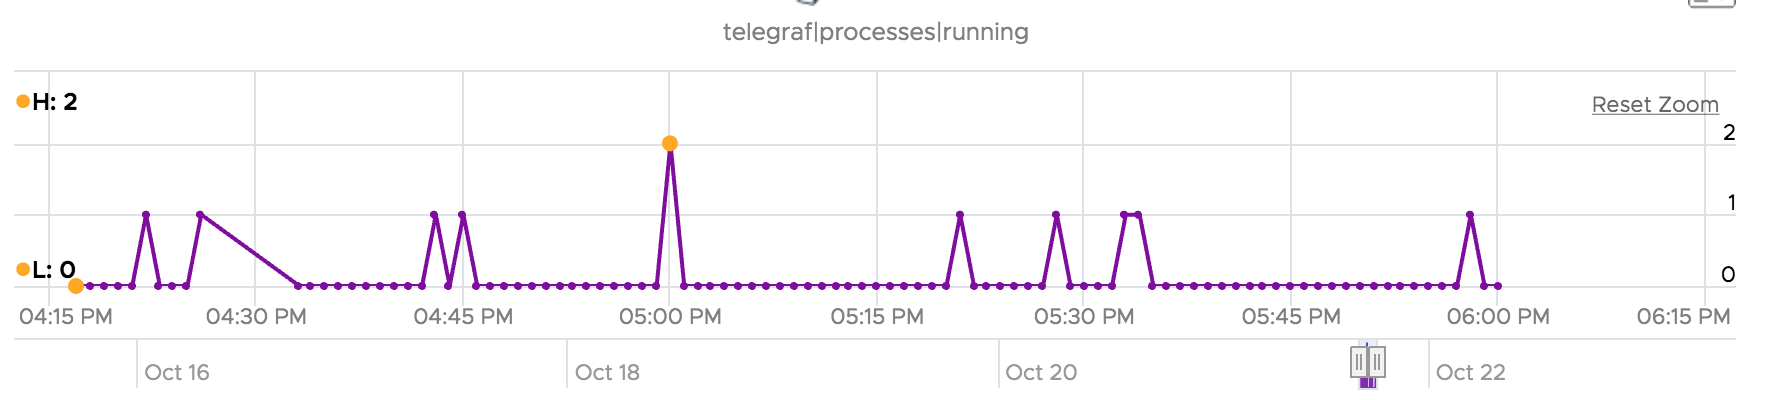 telegraf|processes|running
H: 2
Reset Zoom
2
1
L: 0
0
04:15 PM 04:30 PM 04:45 PM 05:00 PM 05:15 PM 05:30 PM 05:45 PM 06:00 PM 06:15 PM
Oct 16 Oct 18 Oct 20 Oct 22